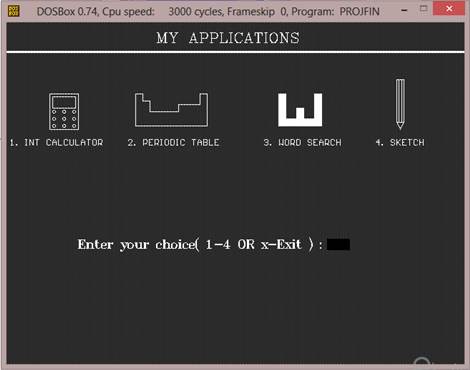 DOSBox 0.74, Cpu speed: 3000 cycles, Frameskip 0, Program: PROJFIN
MY APPLICATIONS
1. INT CALCULATOR 2. PERIODIC TABLE 3. WORD SEARCH 4. SKETCH
Enter your choice( 1-4 OR x-Exit ) :